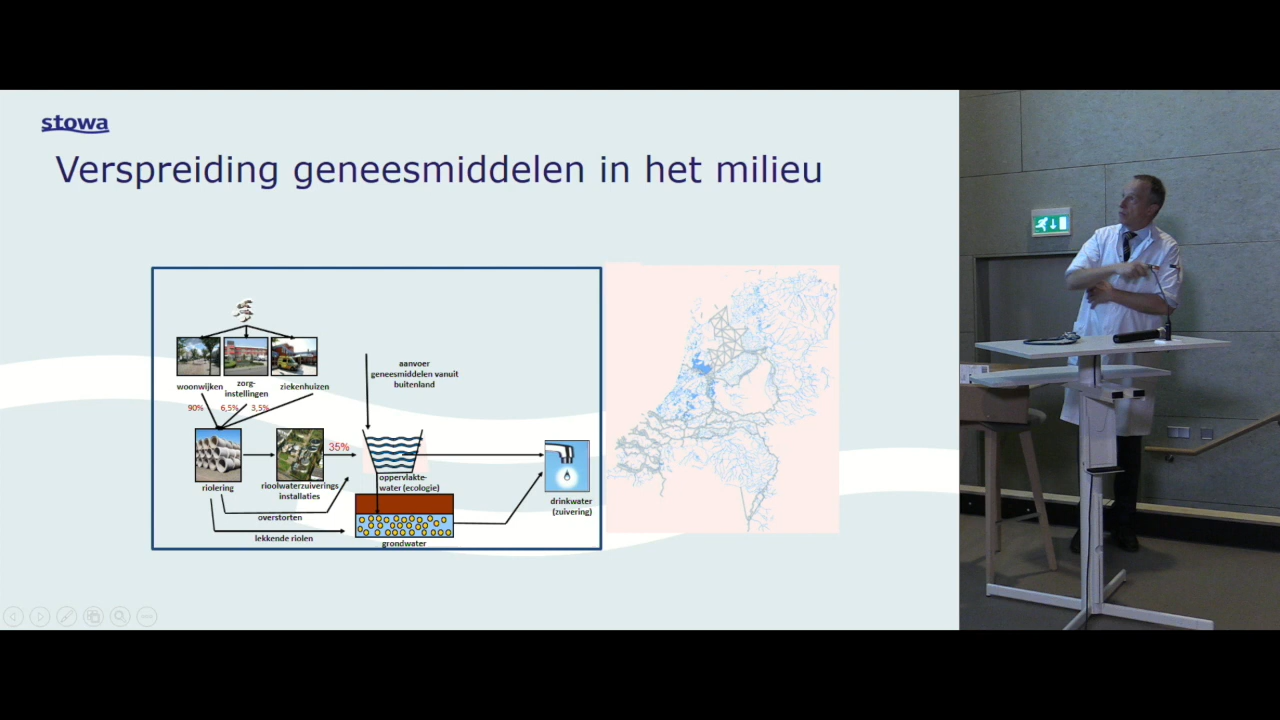 stowa
Verspreiding geneesmiddelen in het milieu
woonwijken
zorg-
instellingen
ziekenhuizen
90%
6,5%
3,5%
aanvoer
geneesmiddelen vanuit
buitenland
35%
riolering
rioolwaterzuiverings
installaties
oppervlakte-
water (ecologie)
drinkwater
(zuivering)
overstorten
lekkende riolen
grondwater